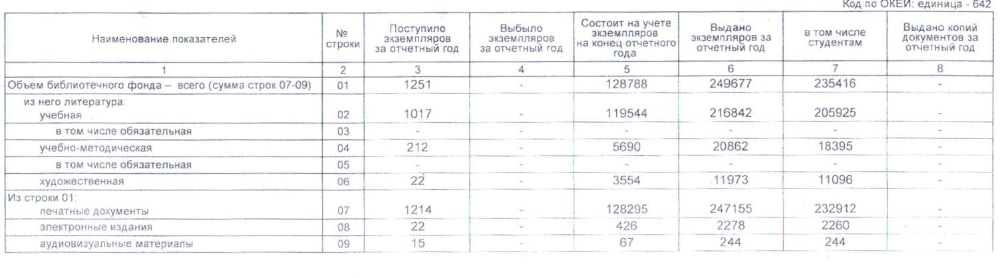 Код по ОКЕИ: единица - 642
Наименование показателей № строки Поступило экземпляров за отчетный год Выбыло экземпляров за отчетный год Состоит на учете экземпляров на конец отчетного года Выдано экземпляров за отчетный год в том числе студентам Выдано копий документов за отчетный год
1 2 3 4 5 6 7 8
Объем библиотечного фонда – всего (сумма строк 07-09) 01 1251 - 128788 249677 235416 -
из него литература:
учебная 02 1017 - 119544 216842 205925 -
в том числе обязательная 03 - - - - - -
учебно-методическая 04 212 - 5690 20862 18395 -
в том числе обязательная 05 - - - - - -
художественная 06 22 - 3554 11973 11096 -
Из строки 01:
печатные документы 07 1214 - 128295 247155 232912 -
электронные издания 08 22 - 426 2278 2260 -
аудиовизуальные материалы 09 15 - 67 244 244 -